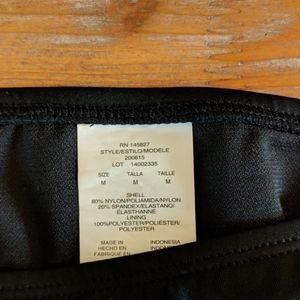 RN 145827
STYLE/ESTILO/MODELE
200615
LOT 14002335
SIZE TALLA TAILLE
M M M
SHELL
80% NYLON/POLIAMIDA/NYLON
20% SPANDEX/ELASTANO/
ELASTHANNE
LINING
100%POLYESTER/POLIÉSTER/
POLYESTER
MADE IN INDONESIA
HECHO EN INDONESIA
FABRIQUE EN